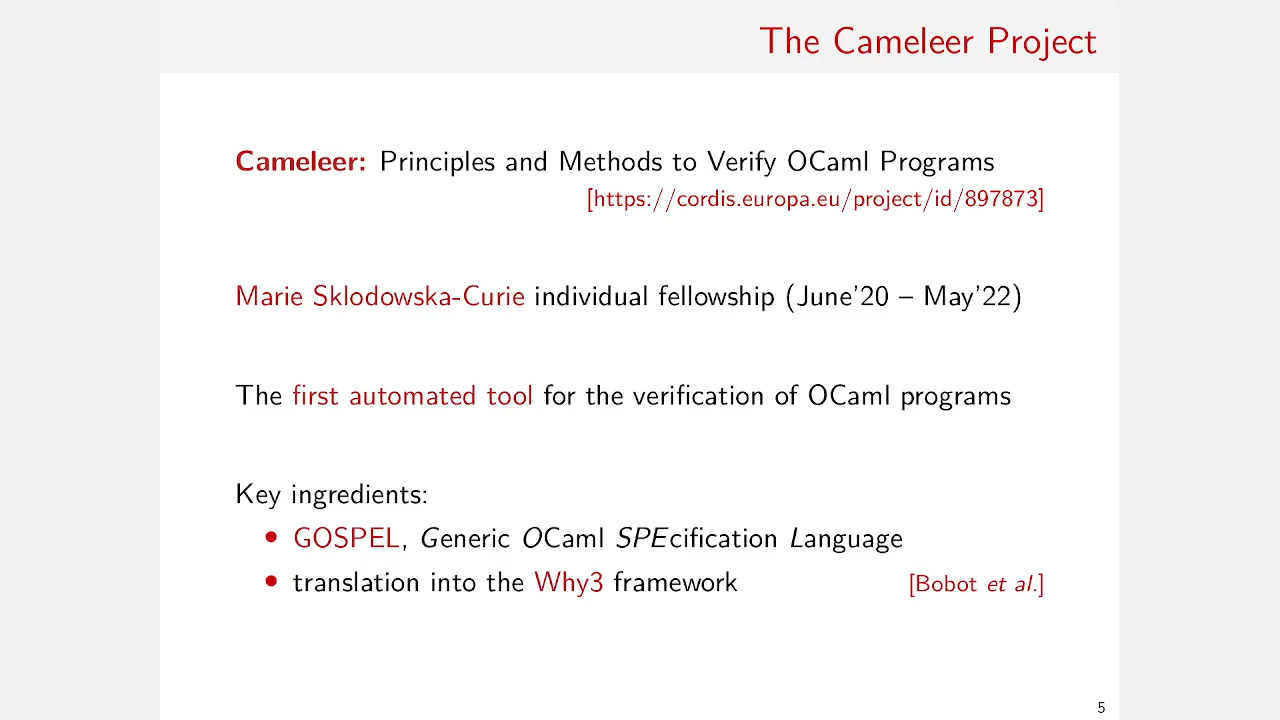 The Cameleer Project
Cameleer: Principles and Methods to Verify OCaml Programs
[https://cordis.europa.eu/project/id/897873]
Marie Sklodowska-Curie individual fellowship (June'20 – May'22)
The first automated tool for the verification of OCaml programs
Key ingredients:
• GOSPEL, Generic OCaml SPEcification Language
• translation into the Why3 framework [Bobot et al.]
5